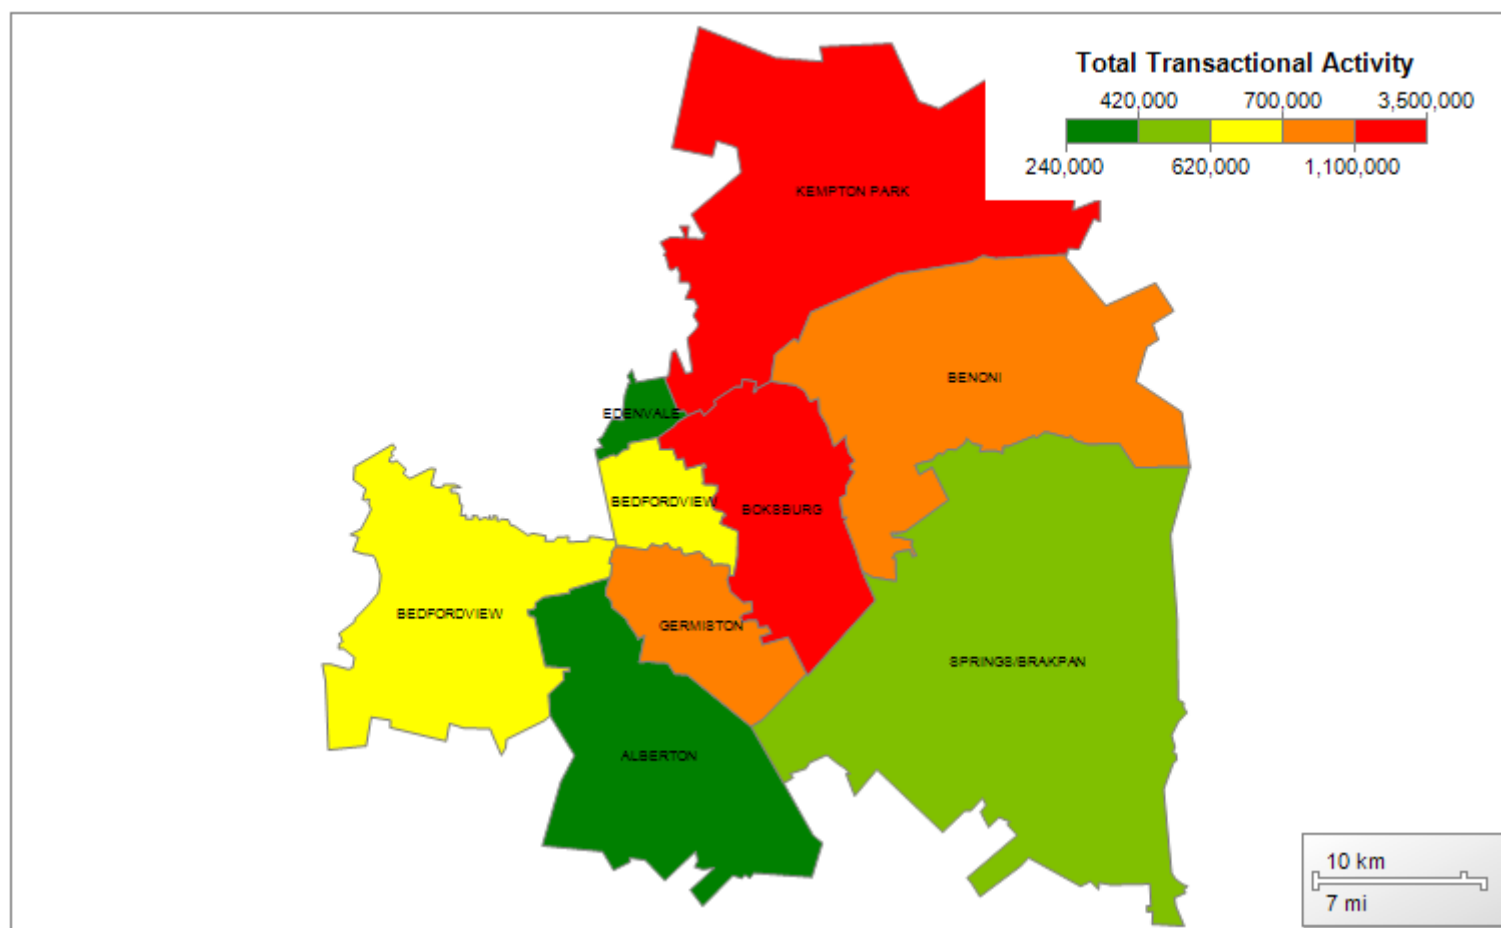 Total Transactional Activity
420,000 700,000 3,500,000
240,000 620,000 1,100,000
KEMPTON PARK
BENONI
EDENVALE
BEDFORDVIEW
BOKSBURG
BEDFORDVIEW
GERMISTON
SPRINGS/BRAKPAN
ALBERTON
10 km
7 mi